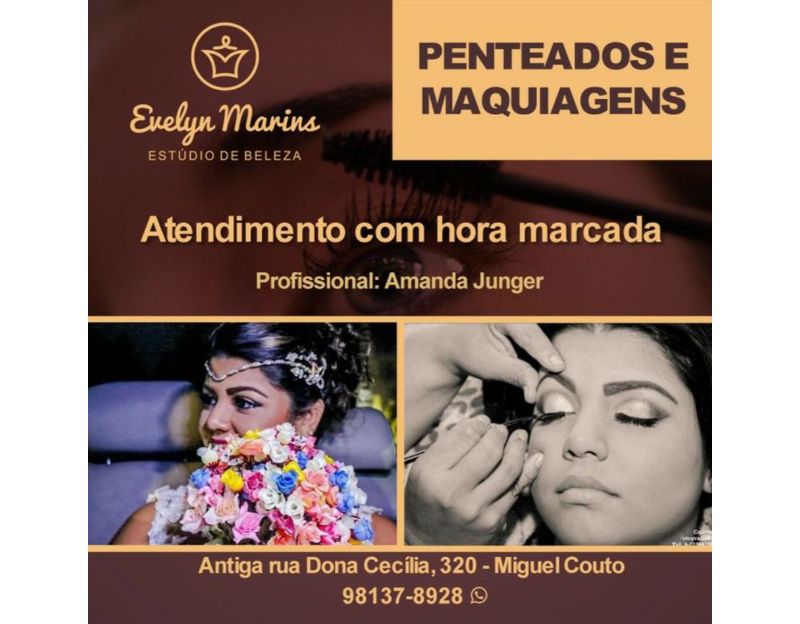 Evelyn Marins
ESTÚDIO DE BELEZA
PENTEADOS E
MAQUIAGENS
Atendimento com hora marcada
Profissional: Amanda Junger
Antiga rua Dona Cecília, 320 - Miguel Couto
98137-8928